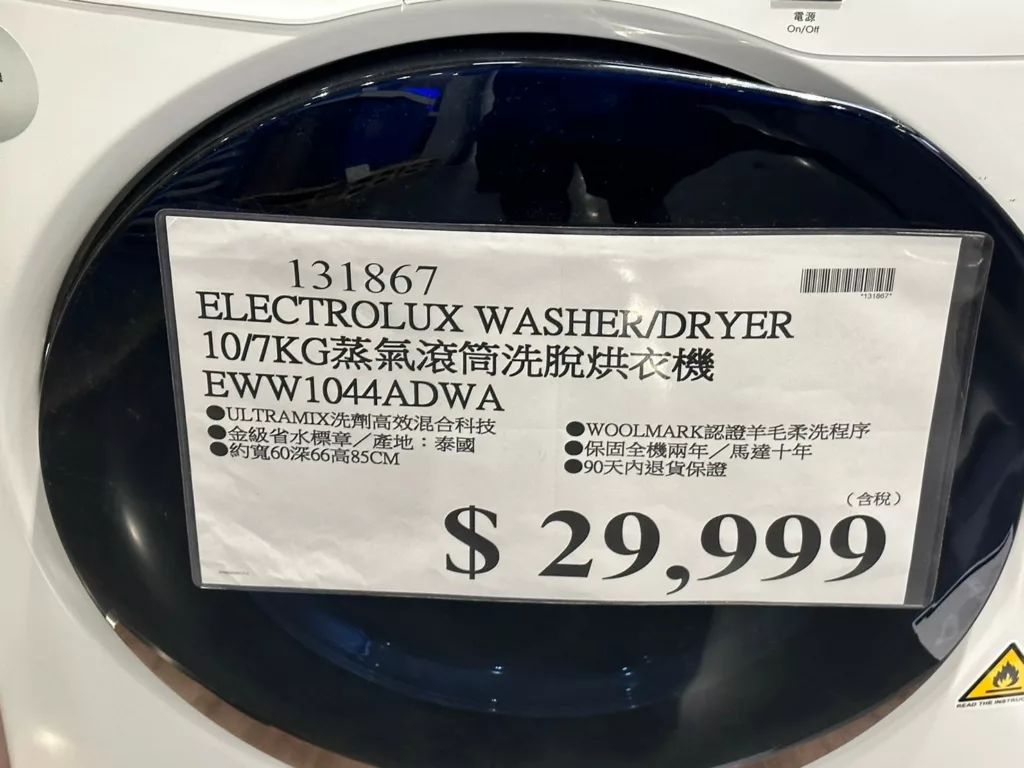 電源
On/Off
131867
*131867*
ELECTROLUX WASHER/DRYER
10/7KG蒸氣滾筒洗脫烘衣機
EWW1044ADWA
●ULTRAMIX洗劑高效混合科技
●金級省水標章／產地：泰國
●約寬60深66高85CM
●WOOLMARK認證羊毛柔洗程序
●保固全機兩年／馬達十年
●90天內退貨保證
（含稅）
$ 29,999
READ THE